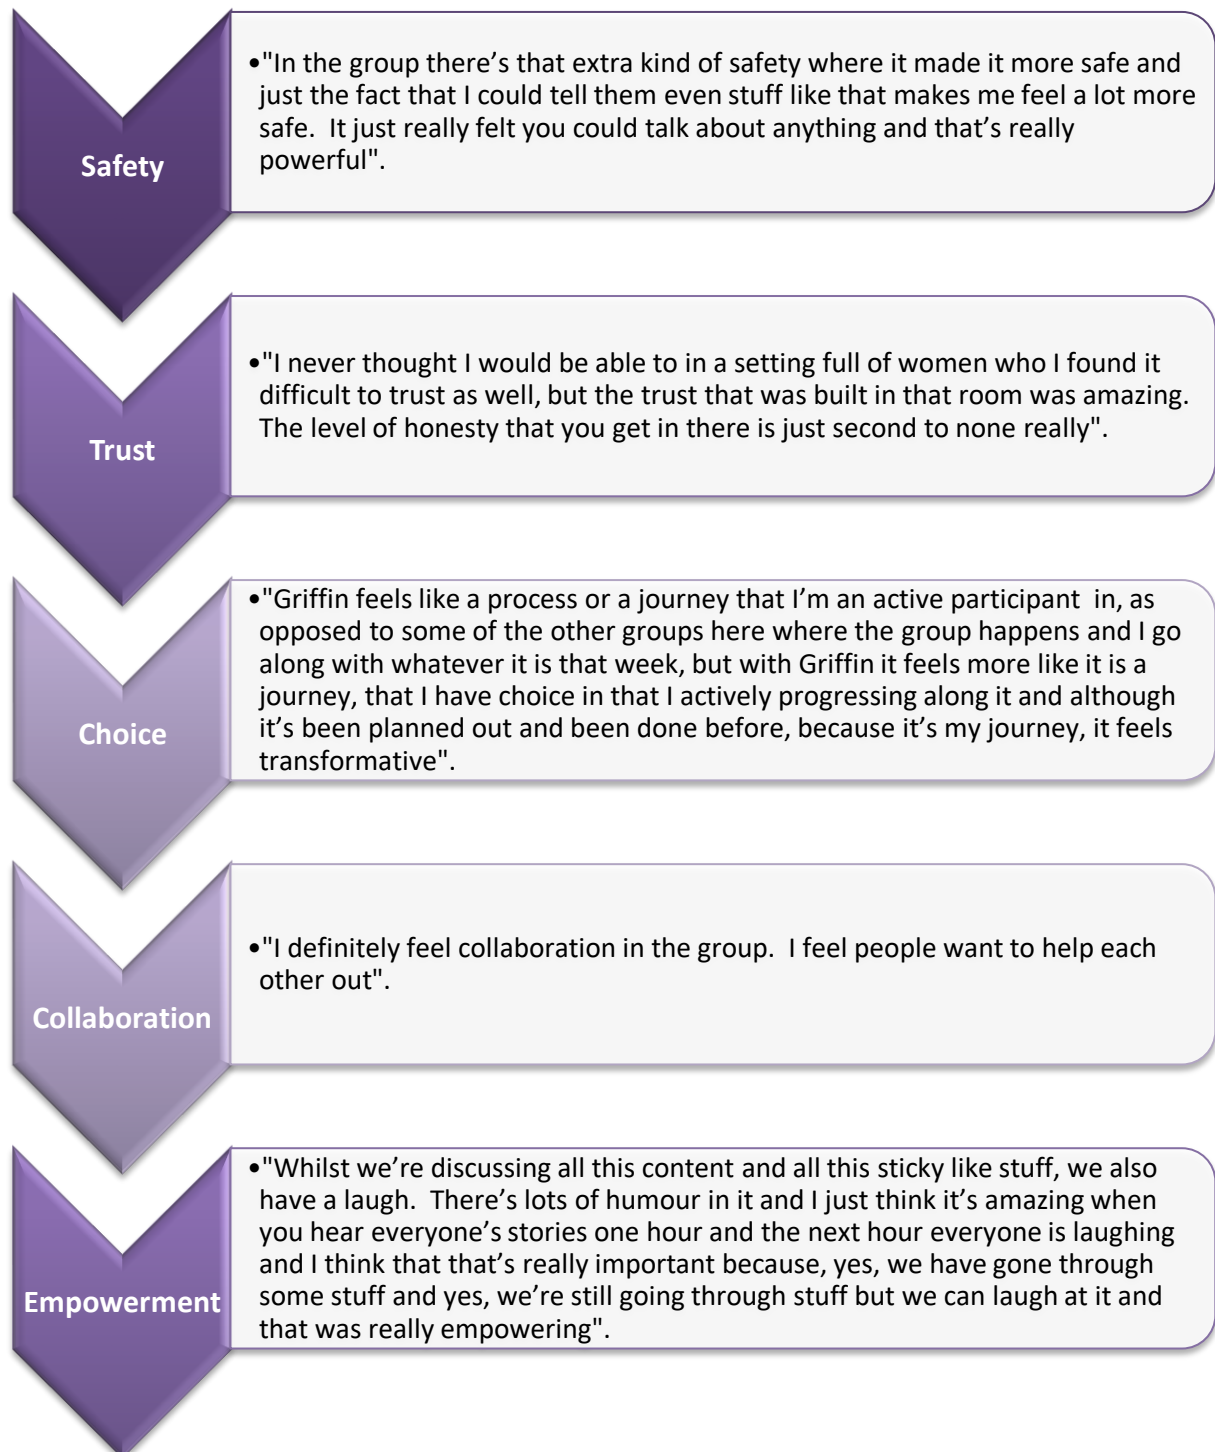 Safety
•"In the group there’s that extra kind of safety where it made it more safe and
just the fact that I could tell them even stuff like that makes me feel a lot more
safe.  It just really felt you could talk about anything and that’s really
powerful".
Trust
•"I never thought I would be able to in a setting full of women who I found it
difficult to trust as well, but the trust that was built in that room was amazing.
The level of honesty that you get in there is just second to none really".
Choice
•"Griffin feels like a process or a journey that I’m an active participant  in, as
opposed to some of the other groups here where the group happens and I go
along with whatever it is that week, but with Griffin it feels more like it is a
journey, that I have choice in that I actively progressing along it and although
it’s been planned out and been done before, because it’s my journey, it feels
transformative".
Collaboration
•"I definitely feel collaboration in the group.  I feel people want to help each
other out".
Empowerment
•"Whilst we’re discussing all this content and all this sticky like stuff, we also
have a laugh.  There’s lots of humour in it and I just think it’s amazing when
you hear everyone’s stories one hour and the next hour everyone is laughing
and I think that that’s really important because, yes, we have gone through
some stuff and yes, we’re still going through stuff but we can laugh at it and
that was really empowering".